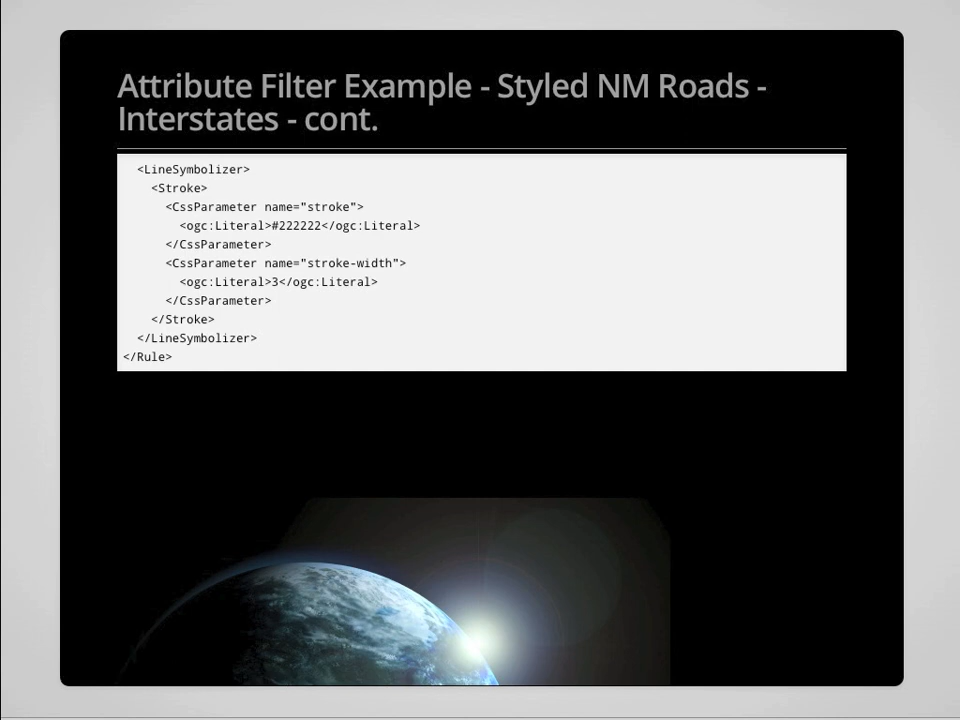 Attribute Filter Example - Styled NM Roads -
Interstates - cont.
<LineSymbolizer>
<Stroke>
<CssParameter name="stroke">
<ogc:Literal>#222222</ogc:Literal>
</CssParameter>
<CssParameter name="stroke-width">
<ogc:Literal>3</ogc:Literal>
</CssParameter>
</Stroke>
</LineSymbolizer>
</Rule>